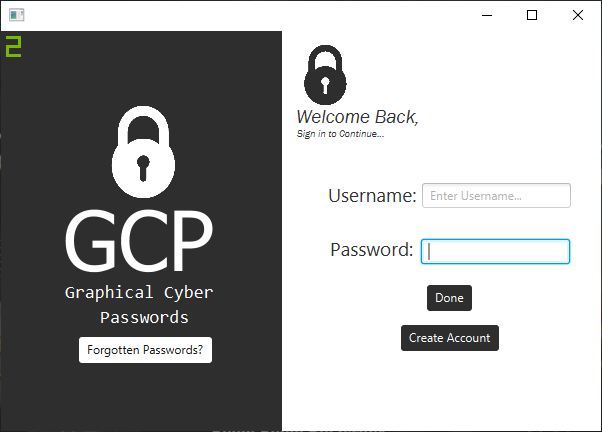 2
GCP
Graphical Cyber
Passwords
Forgotten Passwords?
Welcome Back,
Sign in to Continue...
Username: Enter Username...
Password:
Done
Create Account